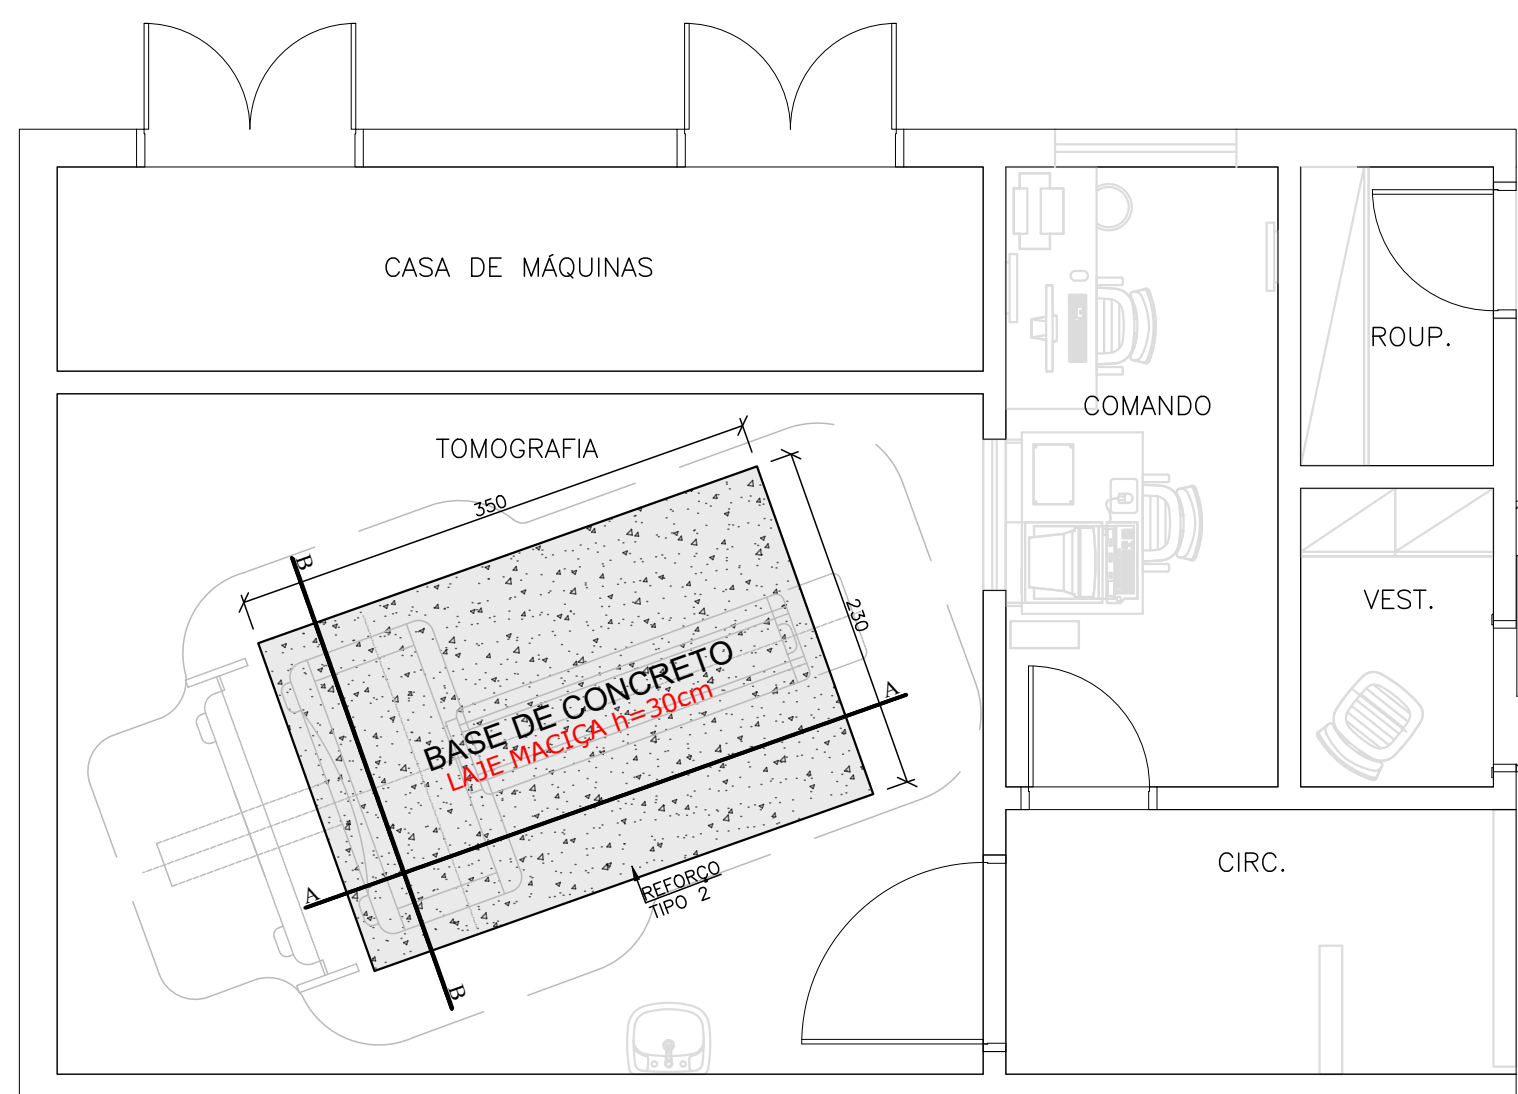 CASA DE MÁQUINAS
ROUP.
COMANDO
TOMOGRAFIA
350
B
230
VEST.
BASE DE CONCRETO
LAJE MACIÇA h=30cm
A
A
REFORÇO
TIPO 2
CIRC.
B